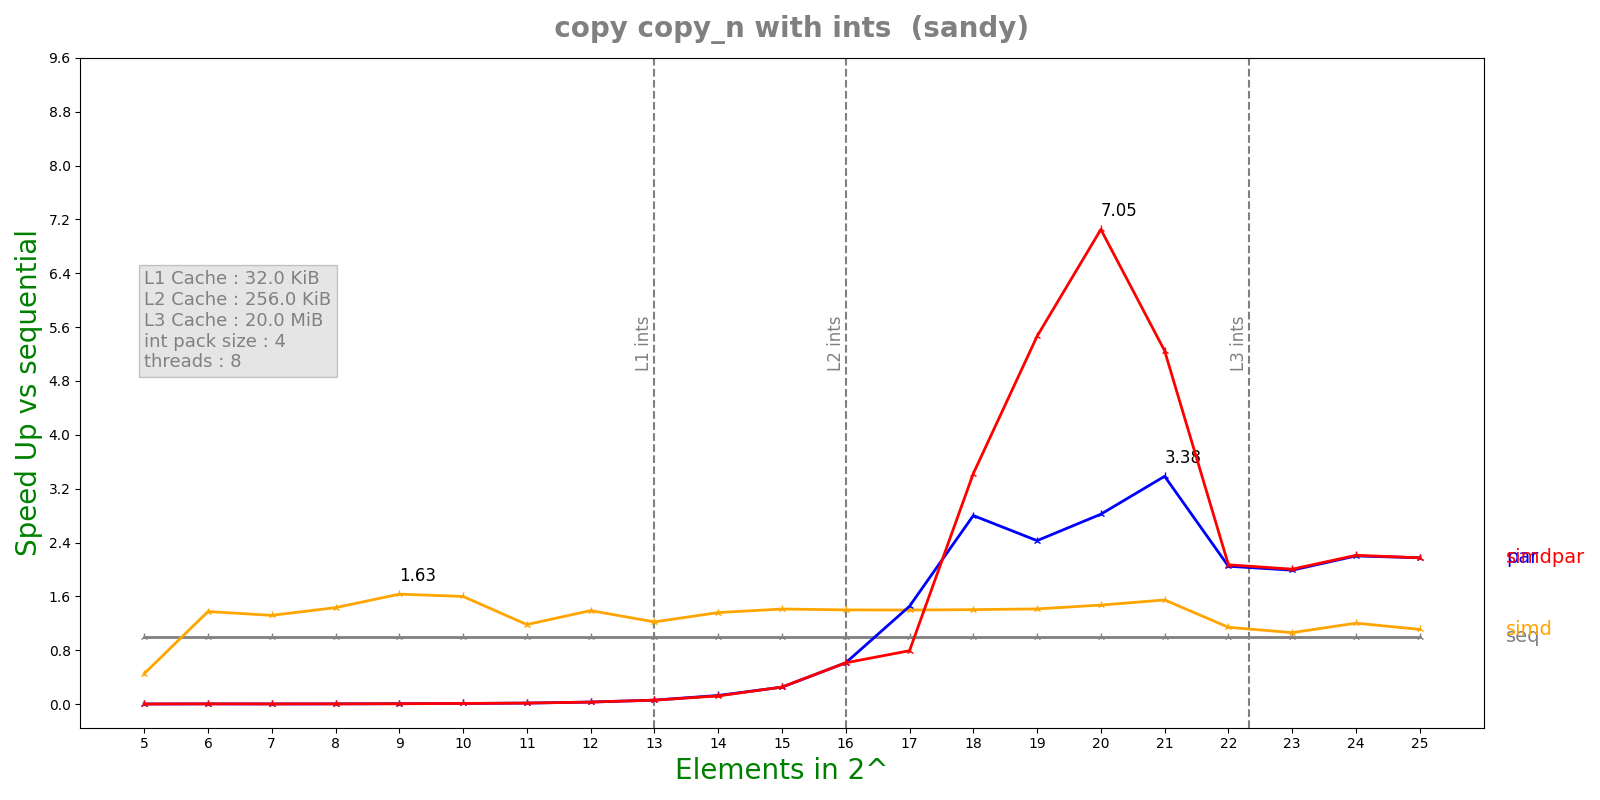 copy copy_n with ints  (sandy)
9.6
8.8
8.0
7.2
6.4
5.6
4.8
4.0
3.2
2.4
1.6
0.8
0.0
Speed Up vs sequential
L1 Cache : 32.0 KiB
L2 Cache : 256.0 KiB
L3 Cache : 20.0 MiB
int pack size : 4
threads : 8
L1 ints
L2 ints
L3 ints
1.63
7.05
3.38
par
simdpar
simd
seq
5 6 7 8 9 10 11 12 13 14 15 16 17 18 19 20 21 22 23 24 25
Elements in 2^